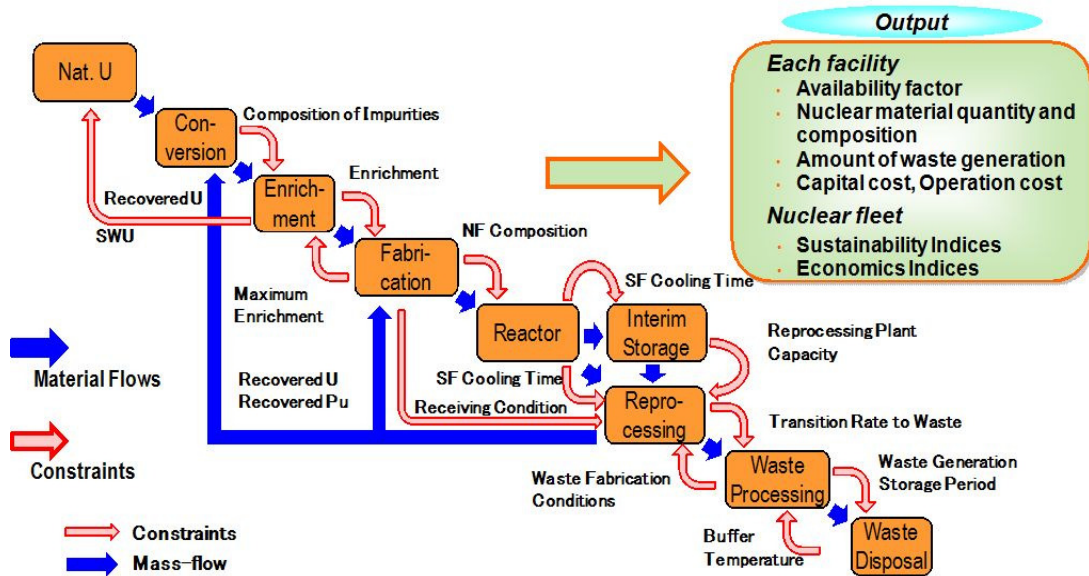 Output
Each facility
· Availability factor
· Nuclear material quantity and
composition
· Amount of waste generation
· Capital cost, Operation cost
Nuclear fleet
· Sustainability Indices
· Economics Indices
Nat. U
Con-
version
Composition of Impurities
Recovered U
SWU
Enrich-
ment
Enrichment
Fabri-
cation
NF Composition
Maximum
Enrichment
Reactor
SF Cooling Time
Interim
Storage
Reprocessing Plant
Capacity
Material Flows
Recovered U
Recovered Pu
SF Cooling Time
Receiving Condition
Repro-
cessing
Transition Rate to Waste
Constraints
Waste Fabrication
Conditions
Waste
Processing
Waste Generation
Storage Period
Constraints
Mass-flow
Buffer
Temperature
Waste
Disposal